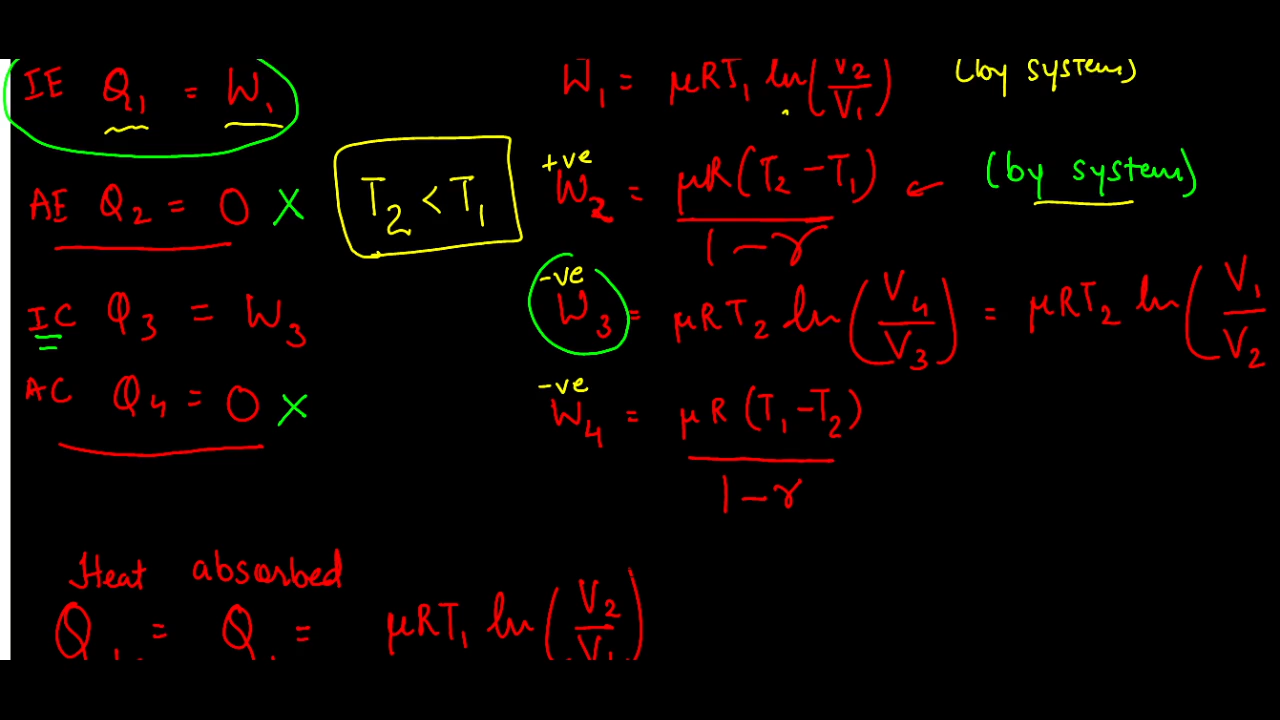 IE Q₁ = W₁ W₁ = μRT₁ ln(V₂/V₁) (by system)
AE Q₂ = 0 X T₂ < T₁ +ve W₂ = μR(T₂-T₁)/1-γ ← (by system)
IC Q₃ = W₃ -ve W₃ = μRT₂ ln(V₄/V₃) = μRT₂ ln(V₁/V₂
AC Q₄ = 0 X -ve W₄ = μR(T₁-T₂)/1-γ
Heat absorbed
Q₁ = Q₁ = μRT₁ ln(V₂/V₁)